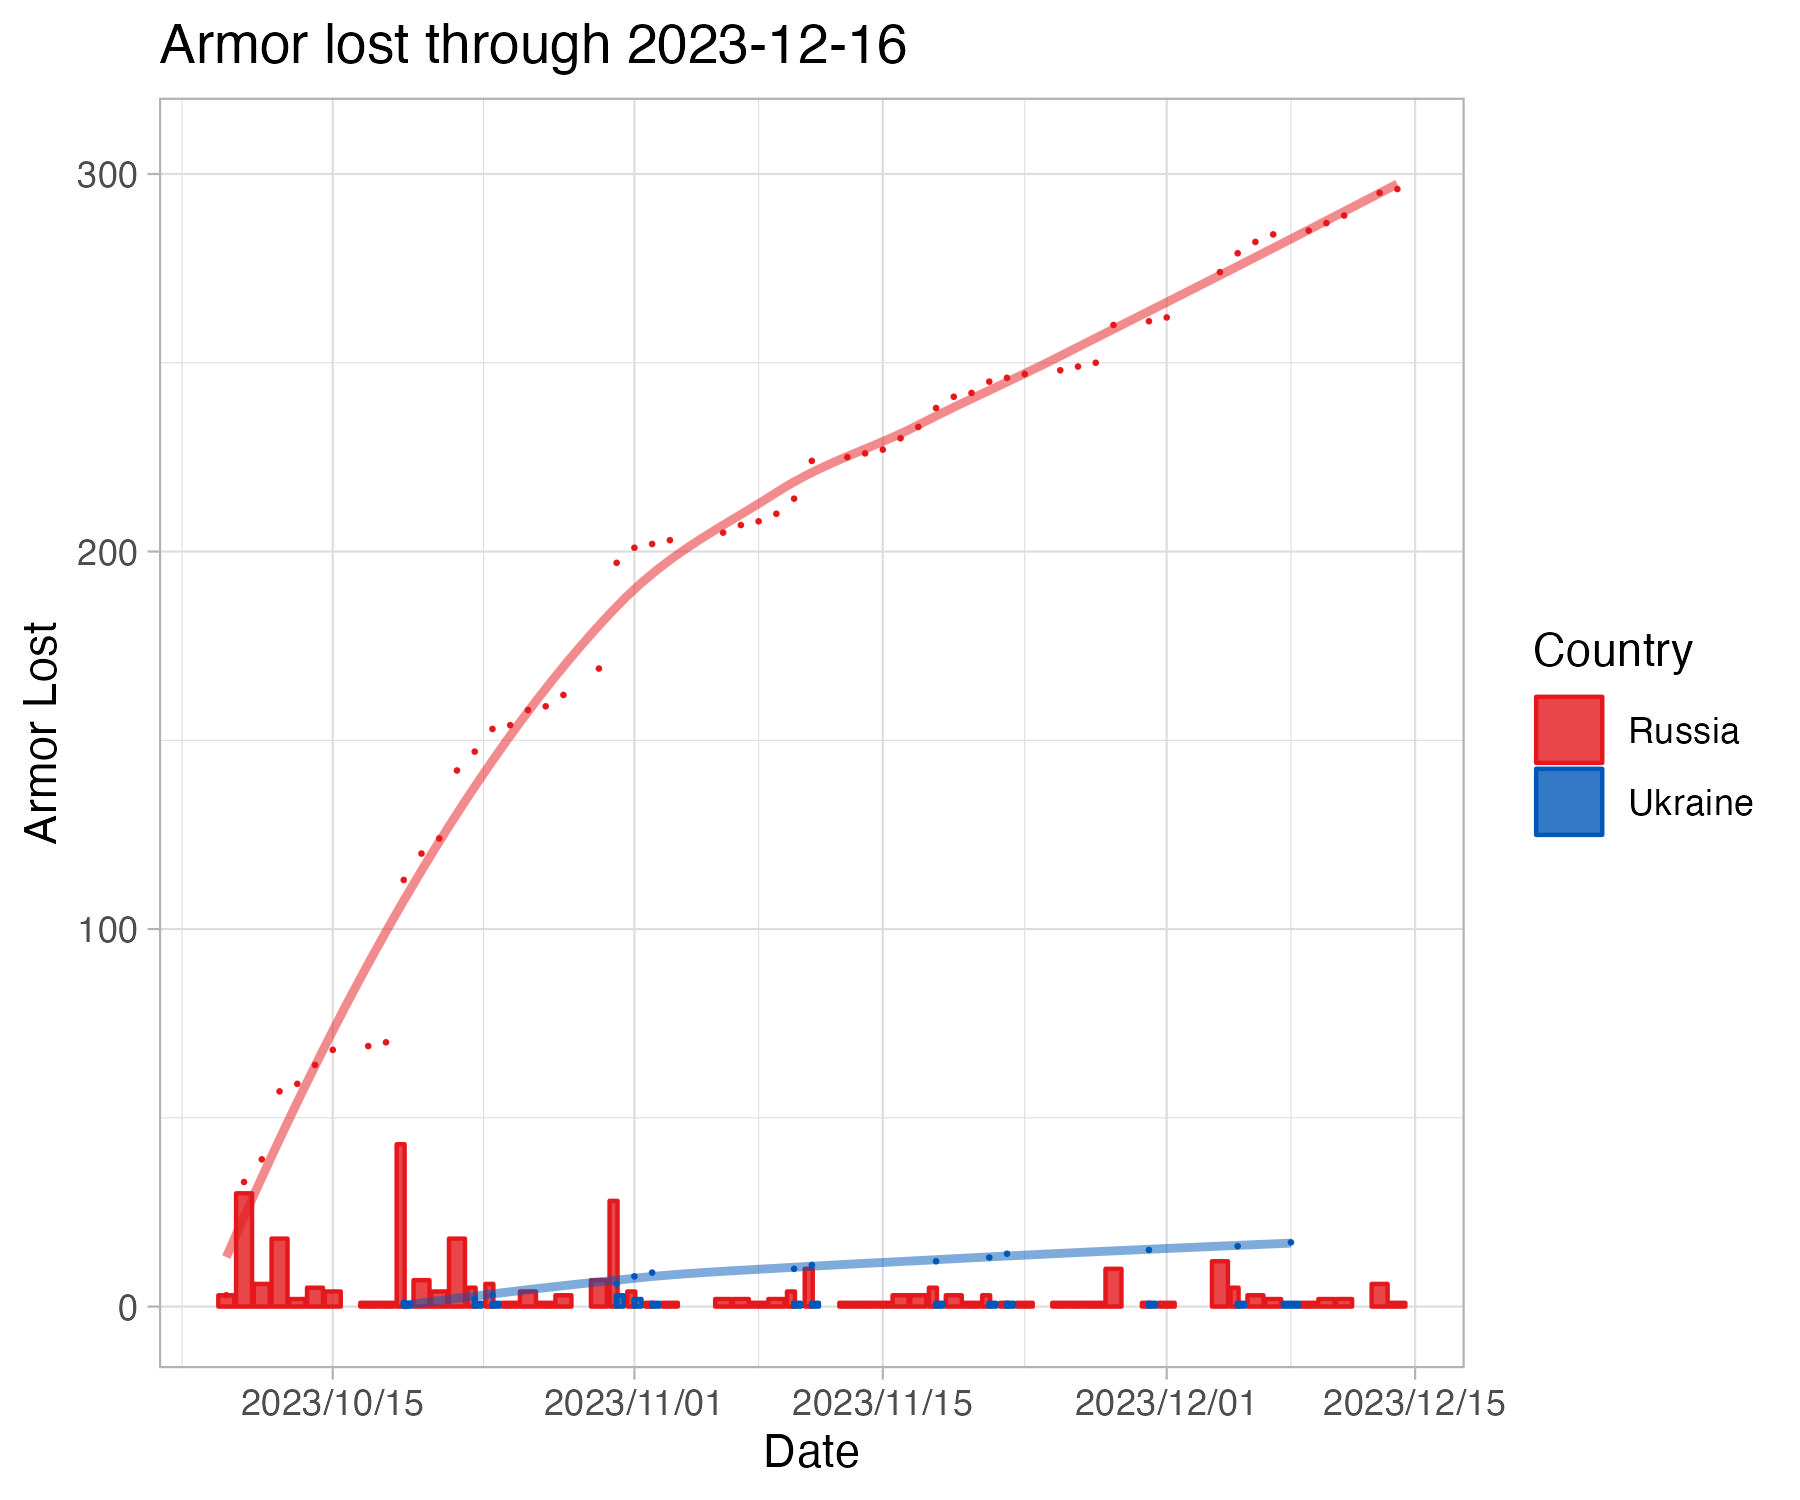 Armor lost through 2023-12-16
300
200
100
0
Armor Lost
2023/10/15
2023/11/01
2023/11/15
2023/12/01
2023/12/15
Date
Country
Russia
Ukraine